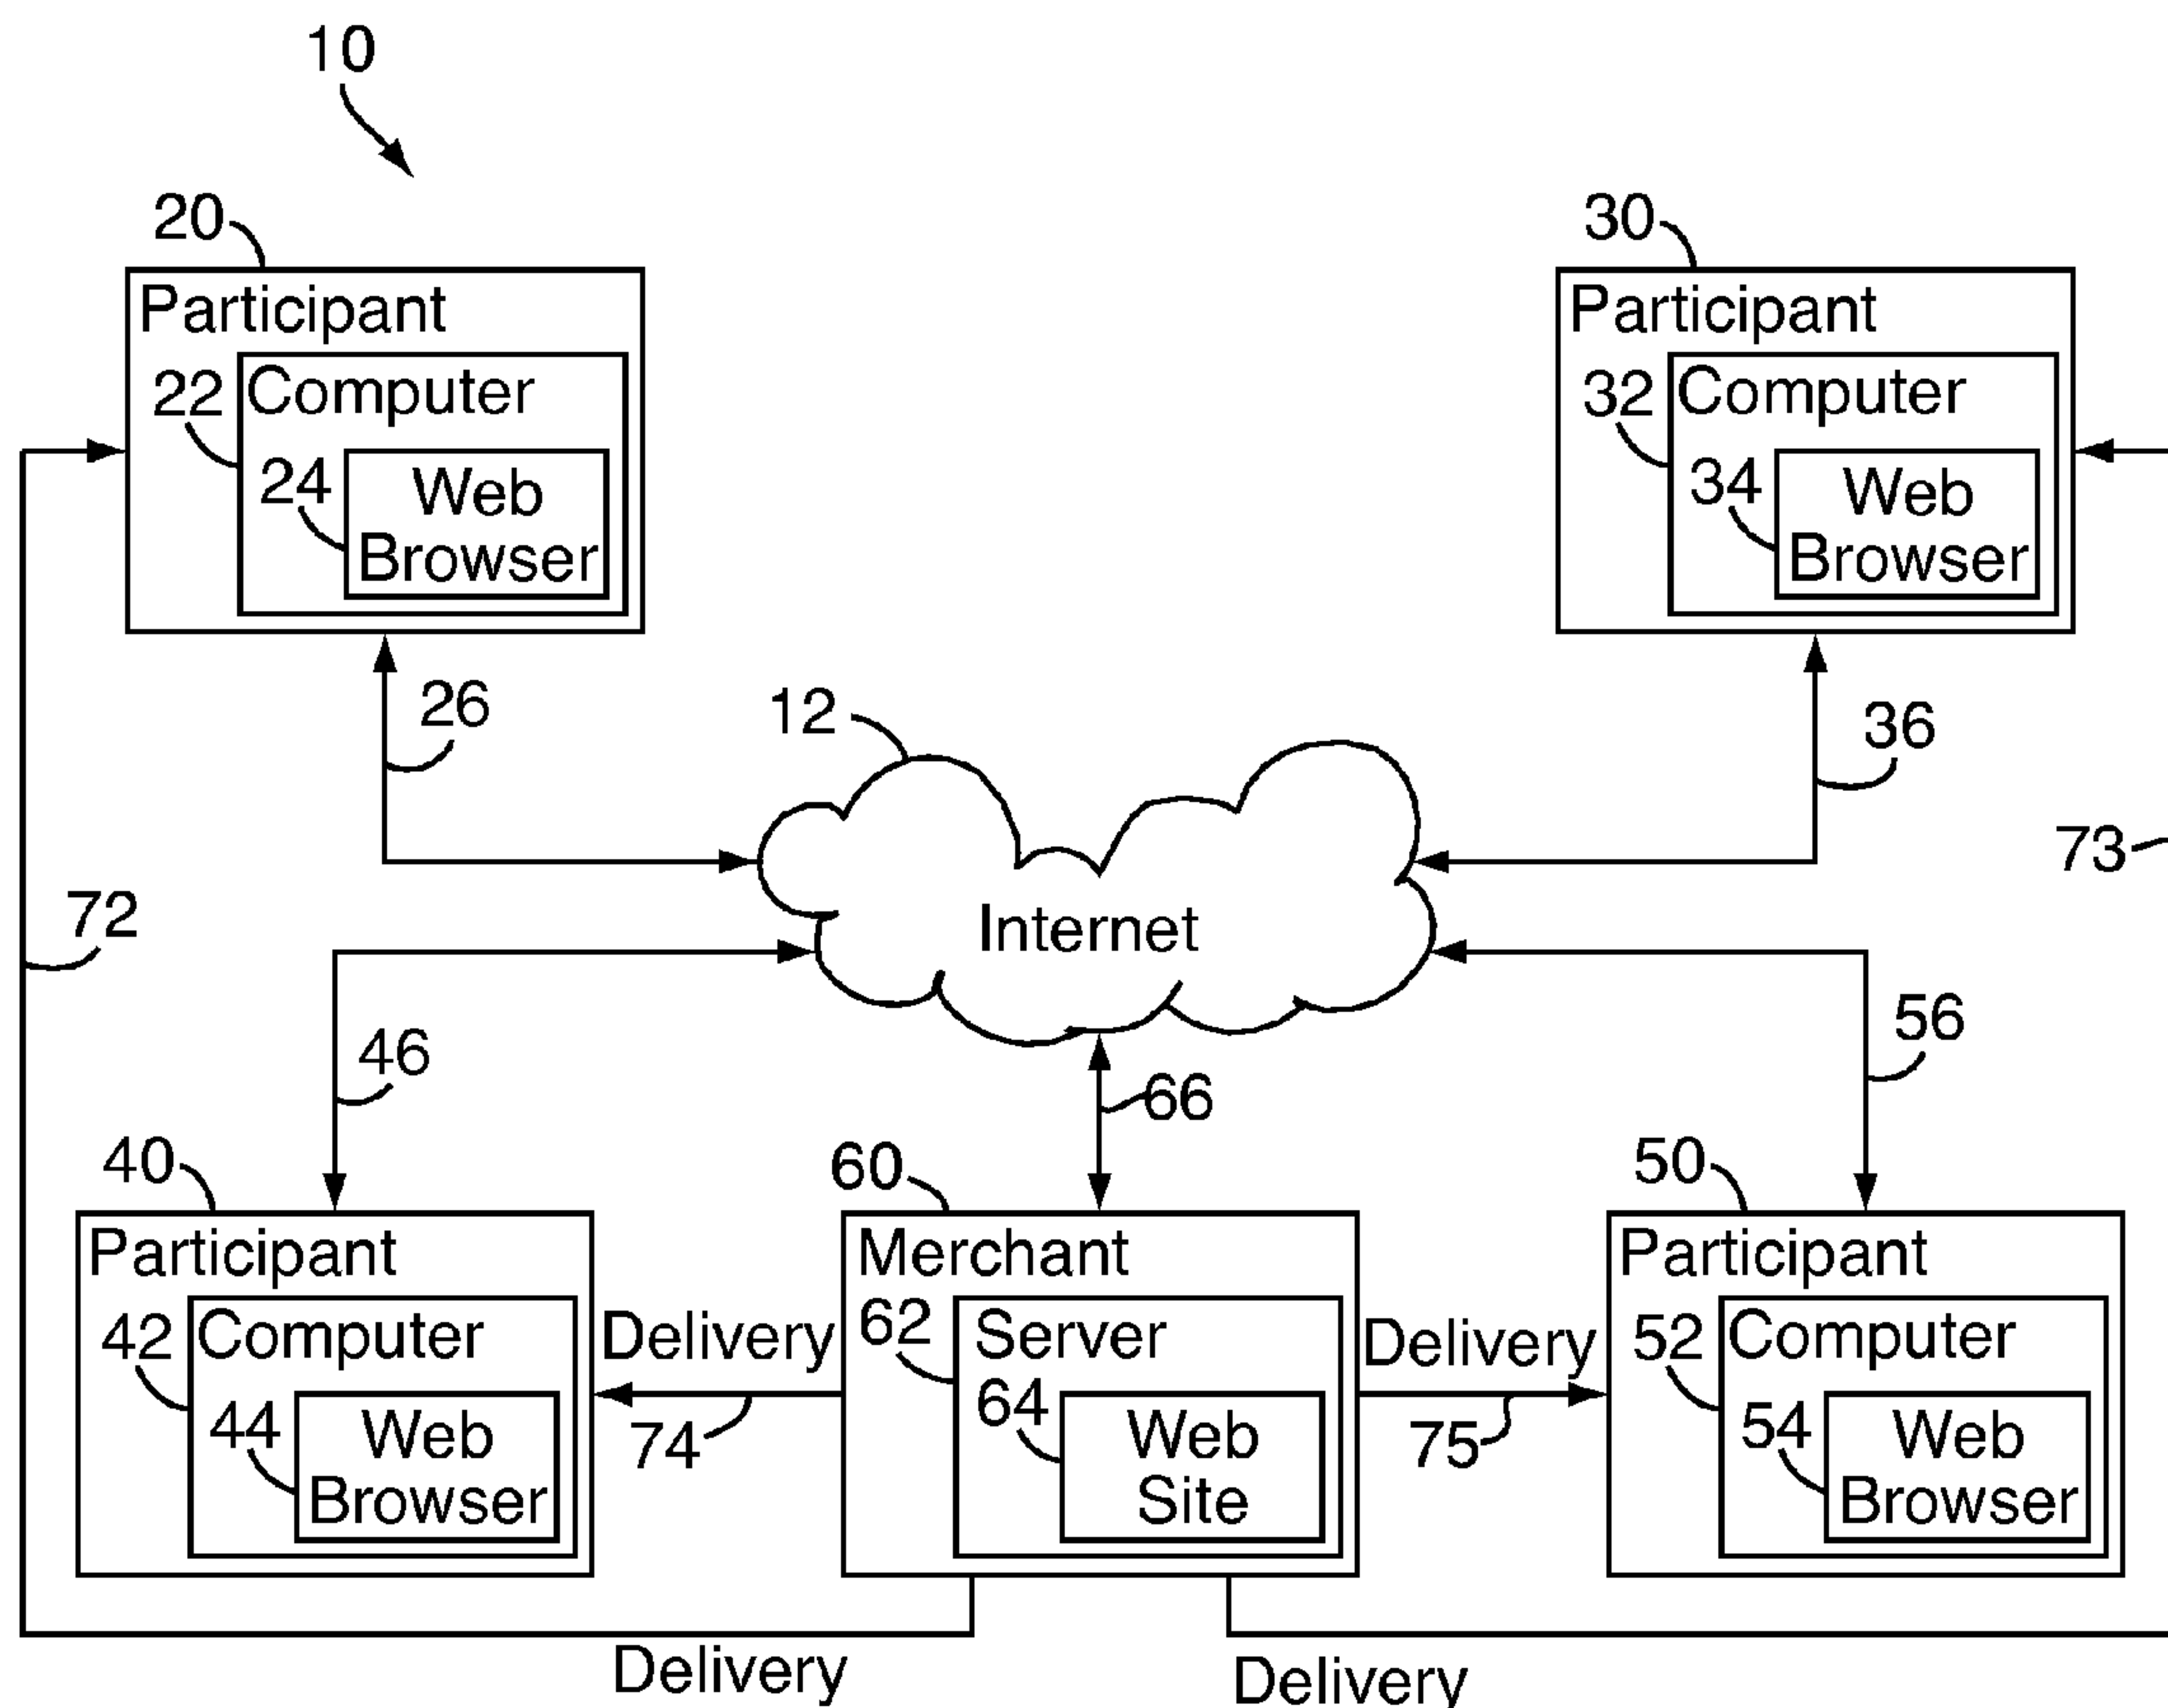 10
20
30
Participant
Participant
22
Computer
32
Computer
24
Web
Browser
34
Web
Browser
26
12
36
73
72
Internet
46
56
66
40
60
50
Participant
Merchant
Participant
42
Computer
Delivery
62
Server
Delivery
52
Computer
44
Web
Browser
74
64
Web
Site
75
54
Web
Browser
Delivery
Delivery